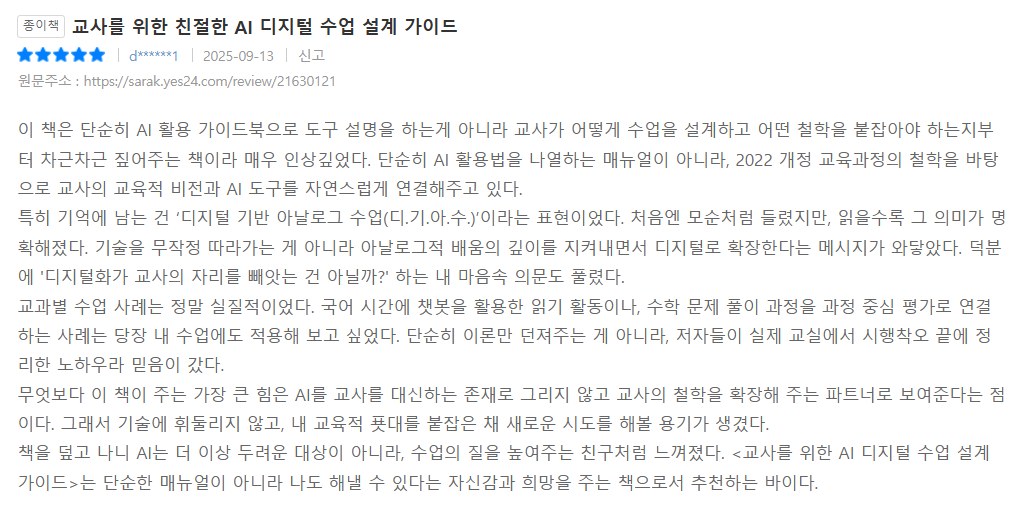 종이책 교사를 위한 친절한 AI 디지털 수업 설계 가이드
★★★★★ | d******1 | 2025-09-13 | 신고
원문주소 : https://sarak.yes24.com/review/21630121
이 책은 단순히 AI 활용 가이드북으로 도구 설명을 하는게 아니라 교사가 어떻게 수업을 설계하고 어떤 철학을 붙잡아야 하는지부
터 차근차근 짚어주는 책이라 매우 인상깊었다. 단순히 AI 활용법을 나열하는 매뉴얼이 아니라, 2022 개정 교육과정의 철학을 바탕
으로 교사의 교육적 비전과 AI 도구를 자연스럽게 연결해주고 있다.
특히 기억에 남는 건 ‘디지털 기반 아날로그 수업(디.기.아.수.)’이라는 표현이었다. 처음엔 모순처럼 들렸지만, 읽을수록 그 의미가 명
확해졌다. 기술을 무작정 따라가는 게 아니라 아날로그적 배움의 깊이를 지켜내면서 디지털로 확장한다는 메시지가 와닿았다. 덕분
에 '디지털화가 교사의 자리를 빼앗는 건 아닐까?' 하는 내 마음속 의문도 풀렸다.
교과별 수업 사례는 정말 실질적이었다. 국어 시간에 챗봇을 활용한 읽기 활동이나, 수학 문제 풀이 과정을 과정 중심 평가로 연결
하는 사례는 당장 내 수업에도 적용해 보고 싶었다. 단순히 이론만 던져주는 게 아니라, 저자들이 실제 교실에서 시행착오 끝에 정
리한 노하우라 믿음이 갔다.
무엇보다 이 책이 주는 가장 큰 힘은 AI를 교사를 대신하는 존재로 그리지 않고 교사의 철학을 확장해 주는 파트너로 보여준다는 점
이다. 그래서 기술에 휘둘리지 않고, 내 교육적 푯대를 붙잡은 채 새로운 시도를 해볼 용기가 생겼다.
책을 덮고 나니 AI는 더 이상 두려운 대상이 아니라, 수업의 질을 높여주는 친구처럼 느껴졌다. <교사를 위한 AI 디지털 수업 설계
가이드>는 단순한 매뉴얼이 아니라 나도 해낼 수 있다는 자신감과 희망을 주는 책으로서 추천하는 바이다.